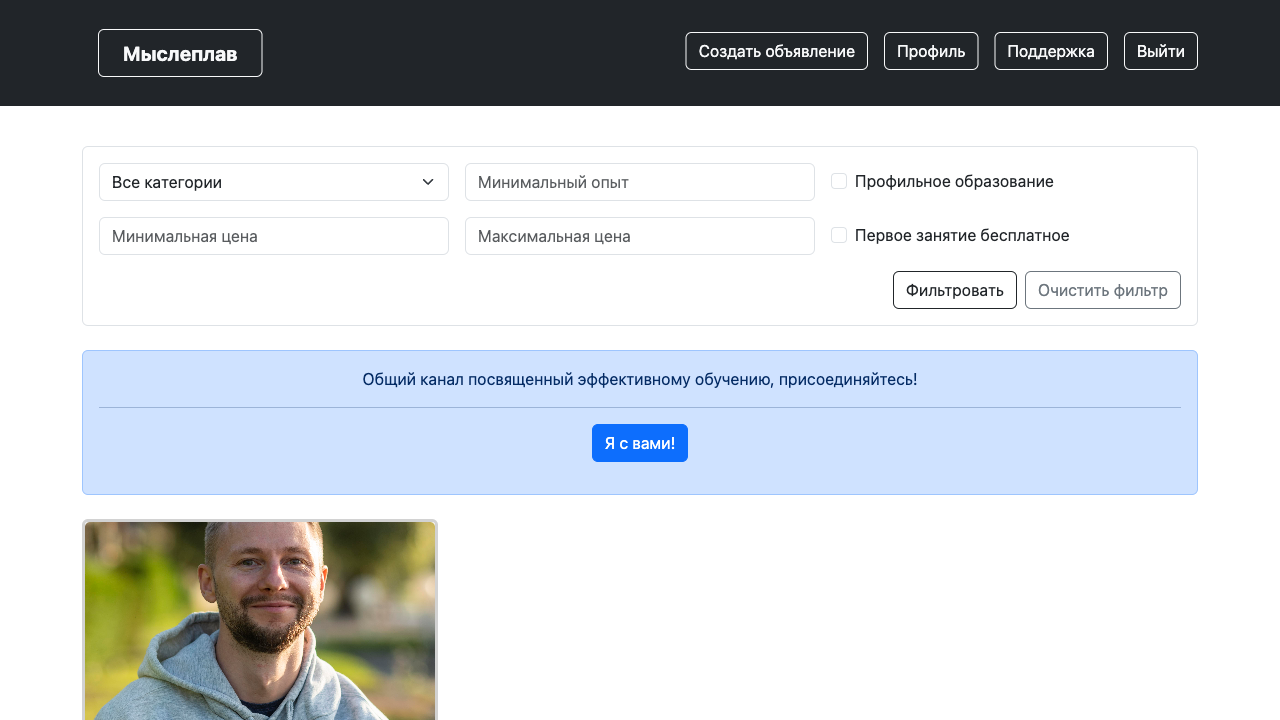 Мыслеплав
Создать объявление
Профиль
Поддержка
Выйти
Все категории
Минимальный опыт
Профильное образование
Минимальная цена
Максимальная цена
Первое занятие бесплатное
Фильтровать
Очистить фильтр
Общий канал посвященный эффективному обучению, присоединяйтесь!
Я с вами!